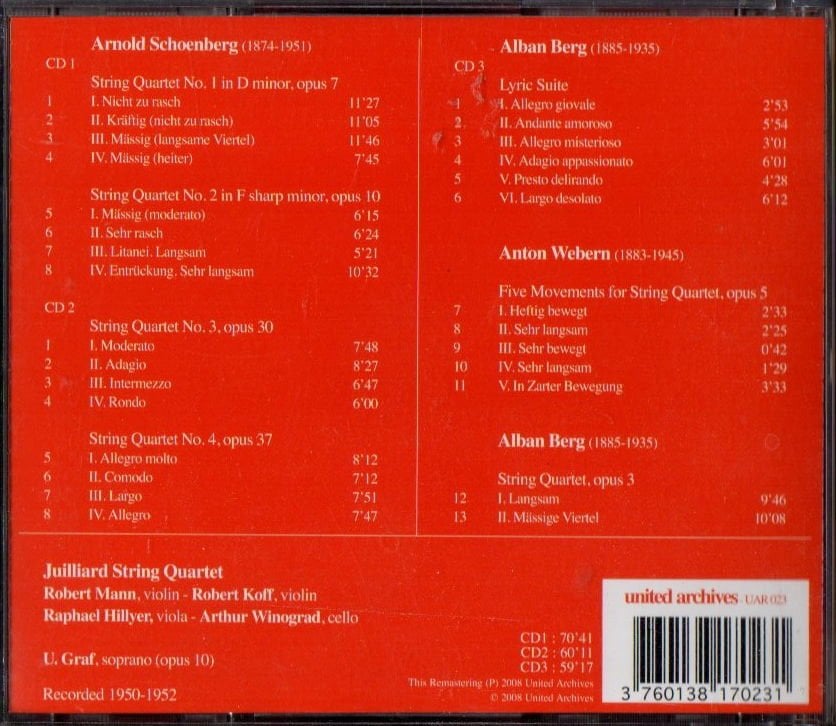 Arnold Schoenberg (1874-1951)
CD 1
String Quartet No. 1 in D minor, opus 7
1 I. Nicht zu rasch 11'27
2 II. Kräftig (nicht zu rasch) 11'05
3 III. Mässig (langsame Viertel) 11'46
4 IV. Mässig (heiter) 7'45
String Quartet No. 2 in F sharp minor, opus 10
5 I. Mässig (moderato) 6'15
6 II. Sehr rasch 6'24
7 III. Litanei. Langsam 5'21
8 IV. Entrückung, Sehr langsam 10'32
CD 2
String Quartet No. 3, opus 30
1 I. Moderato 7'48
2 II. Adagio 8'27
3 III. Intermezzo 6'47
4 IV. Rondo 6'00
String Quartet No. 4, opus 37
5 I. Allegro molto 8'12
6 II. Comodo 7'12
7 III. Largo 7'51
8 IV. Allegro 7'47
Alban Berg (1885-1935)
CD 3
Lyric Suite
1 I. Allegro giovale 2'53
2 II. Andante amoroso 5'54
3 III. Allegro misterioso 3'01
4 IV. Adagio appassionato 6'01
5 V. Presto delirando 4'28
6 VI. Largo desolato 6'12
Anton Webern (1883-1945)
Five Movements for String Quartet, opus 5
7 I. Heftig bewegt 2'33
8 II. Sehr langsam 2'25
9 III. Sehr bewegt 0'42
10 IV. Sehr langsam 1'29
11 V. In Zarter Bewegung 3'33
Alban Berg (1885-1935)
String Quartet, opus 3
12 I. Langsam 9'46
13 II. Mässige Viertel 10'08
Juilliard String Quartet
Robert Mann, violin - Robert Koff, violin
Raphael Hillyer, viola - Arthur Winograd, cello
U. Graf, soprano (opus 10)
Recorded 1950-1952
CD1 : 70'41
CD2 : 60'11
CD3 : 59'17
This Remastering (P) 2008 United Archives
© 2008 United Archives
united archives UAR 023
3 760138 170231